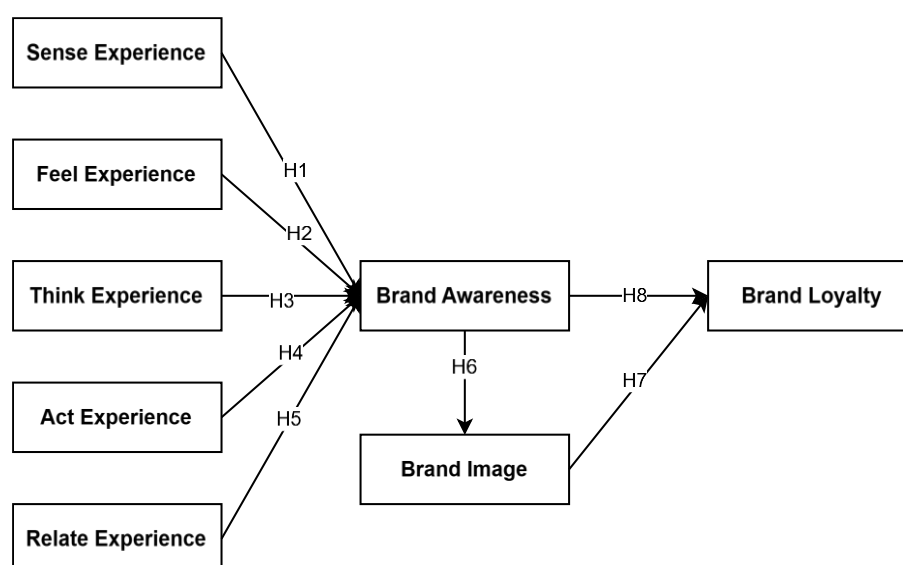 Sense Experience
H1
Feel Experience
H2
Think Experience
H3
Brand Awareness
H8
Brand Loyalty
H4
H6
H7
Act Experience
H5
Brand Image
Relate Experience